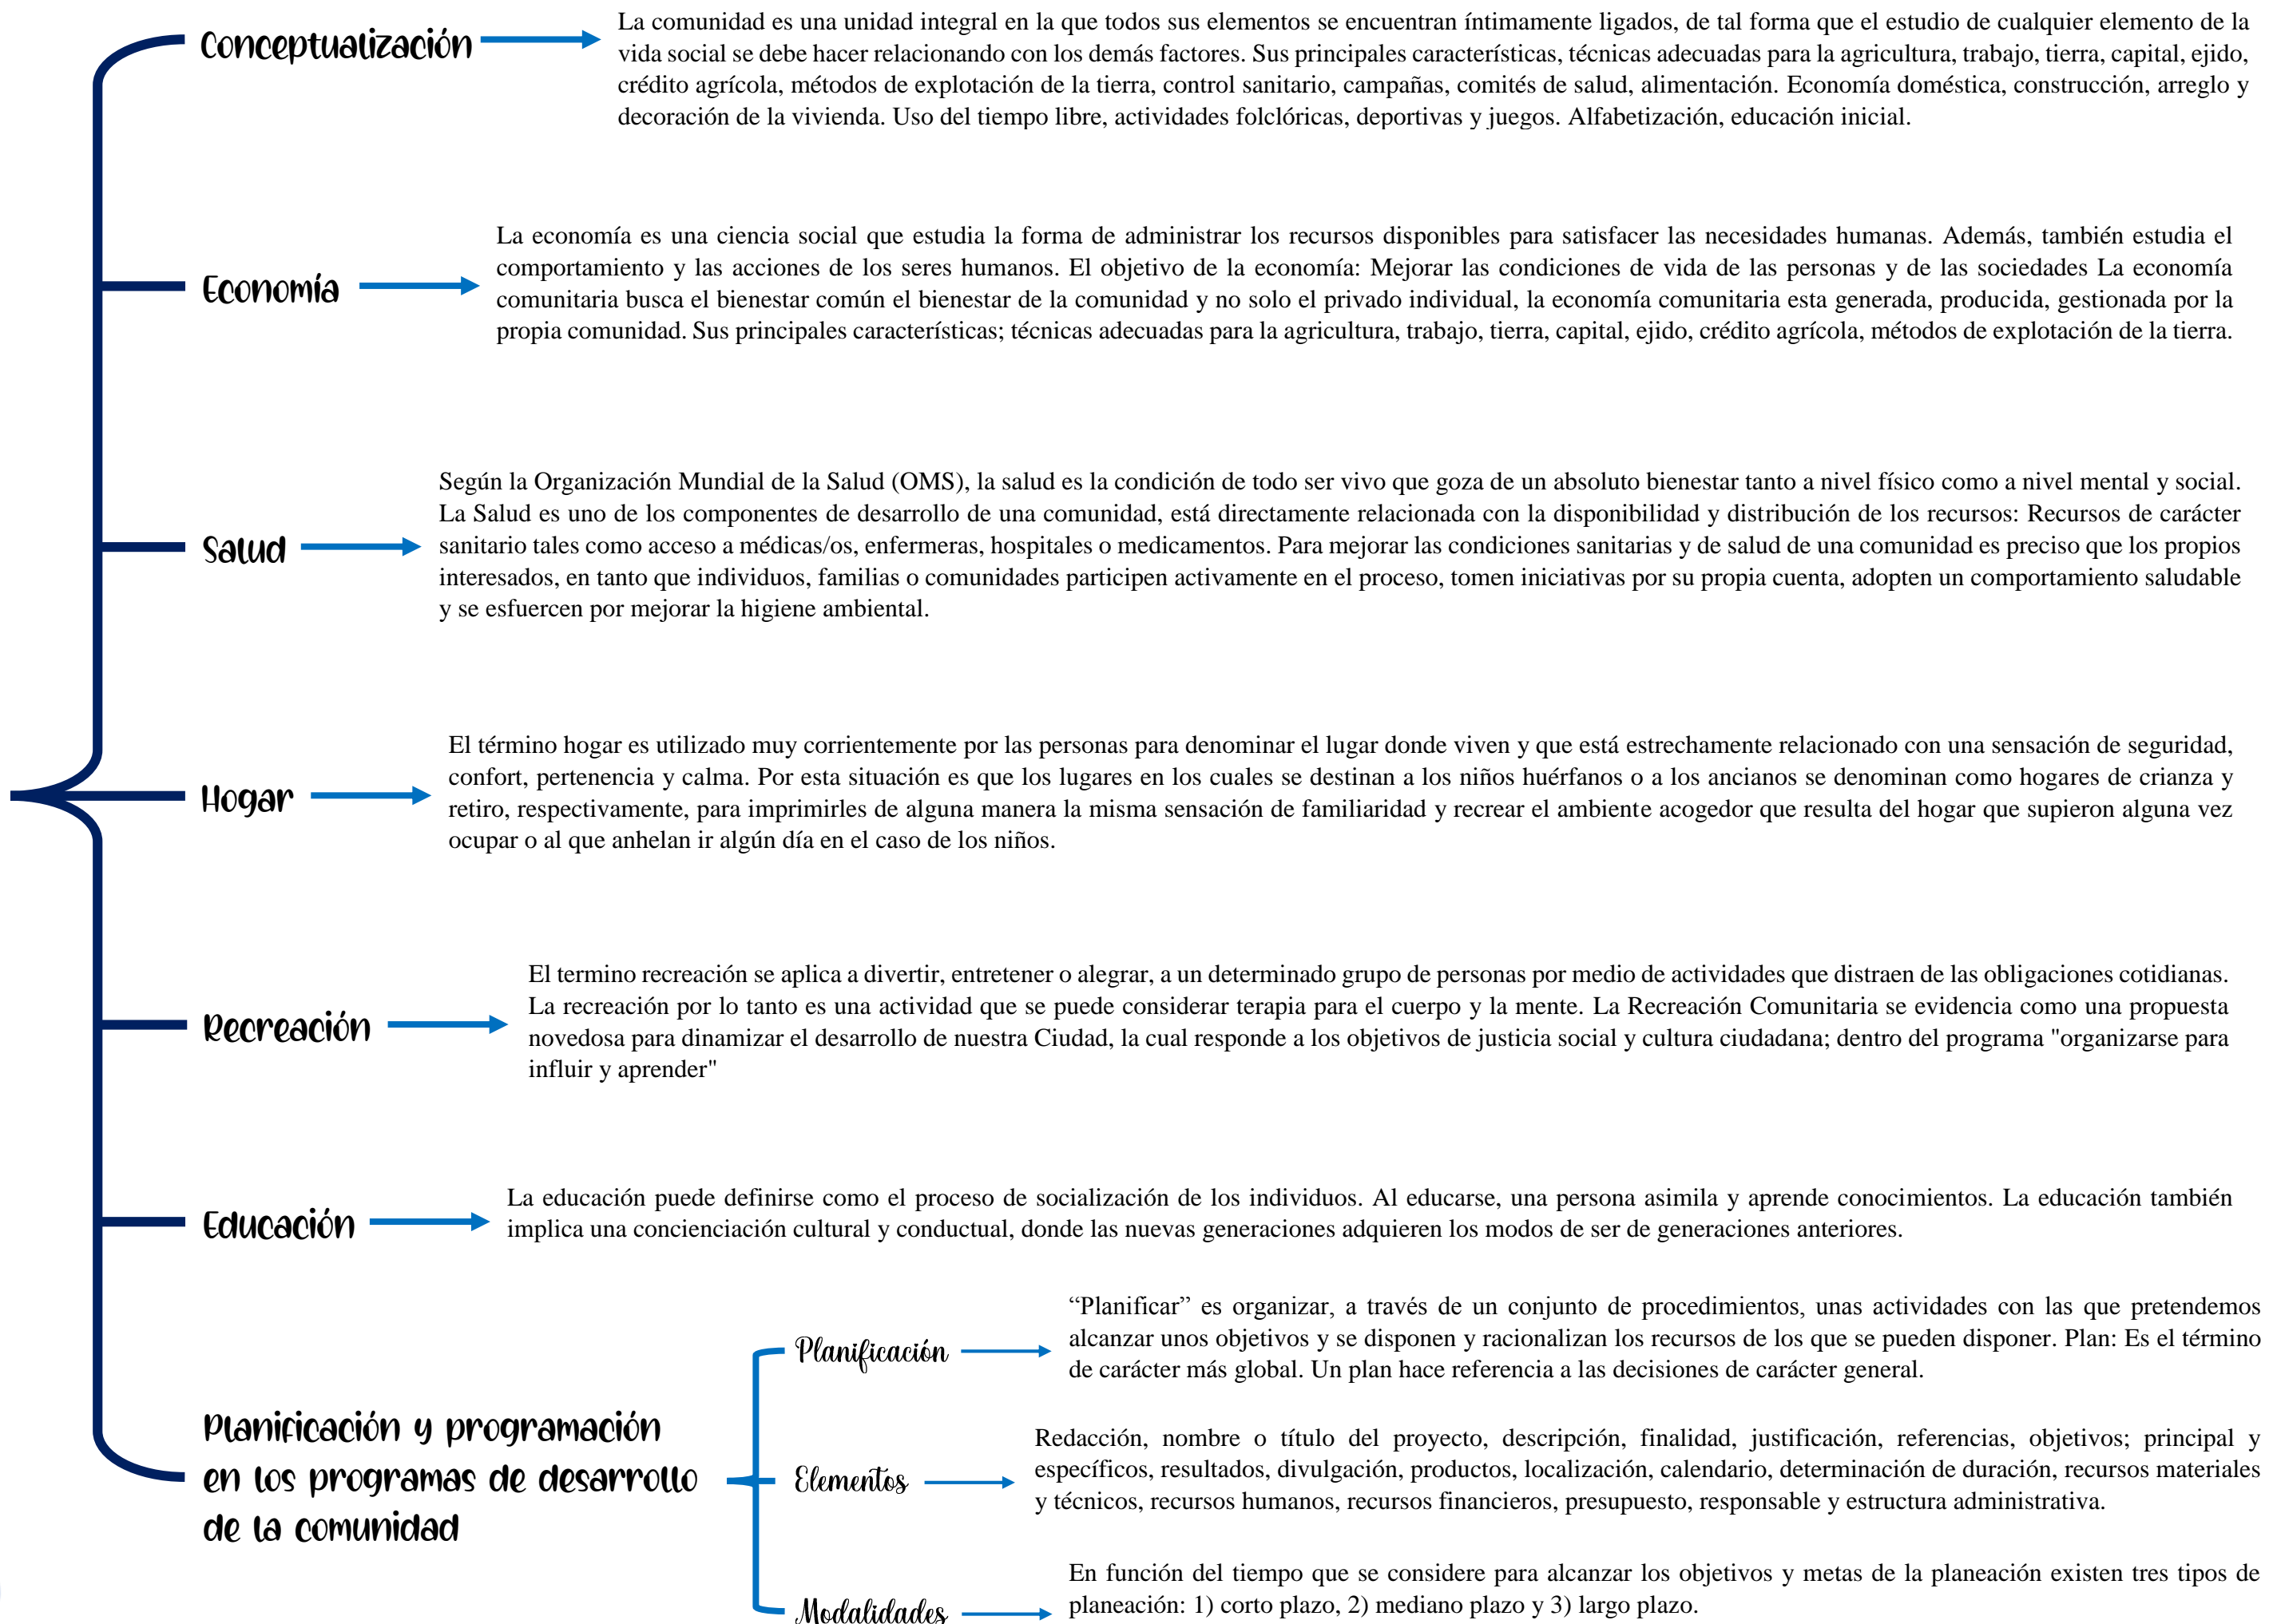 Conceptualización
La comunidad es una unidad integral en la que todos sus elementos se encuentran íntimamente ligados, de tal forma que el estudio de cualquier elemento de la
vida social se debe hacer relacionando con los demás factores. Sus principales características, técnicas adecuadas para la agricultura, trabajo, tierra, capital, ejido,
crédito agrícola, métodos de explotación de la tierra, control sanitario, campañas, comités de salud, alimentación. Economía doméstica, construcción, arreglo y
decoración de la vivienda. Uso del tiempo libre, actividades folclóricas, deportivas y juegos. Alfabetización, educación inicial.
Economía
La economía es una ciencia social que estudia la forma de administrar los recursos disponibles para satisfacer las necesidades humanas. Además, también estudia el
comportamiento y las acciones de los seres humanos. El objetivo de la economía: Mejorar las condiciones de vida de las personas y de las sociedades La economía
comunitaria busca el bienestar común el bienestar de la comunidad y no solo el privado individual, la economía comunitaria esta generada, producida, gestionada por la
propia comunidad. Sus principales características; técnicas adecuadas para la agricultura, trabajo, tierra, capital, ejido, crédito agrícola, métodos de explotación de la tierra.
Salud
Según la Organización Mundial de la Salud (OMS), la salud es la condición de todo ser vivo que goza de un absoluto bienestar tanto a nivel físico como a nivel mental y social.
La Salud es uno de los componentes de desarrollo de una comunidad, está directamente relacionada con la disponibilidad y distribución de los recursos: Recursos de carácter
sanitario tales como acceso a médicas/os, enfermeras, hospitales o medicamentos. Para mejorar las condiciones sanitarias y de salud de una comunidad es preciso que los propios
interesados, en tanto que individuos, familias o comunidades participen activamente en el proceso, tomen iniciativas por su propia cuenta, adopten un comportamiento saludable
y se esfuercen por mejorar la higiene ambiental.
Hogar
El término hogar es utilizado muy corrientemente por las personas para denominar el lugar donde viven y que está estrechamente relacionado con una sensación de seguridad,
confort, pertenencia y calma. Por esta situación es que los lugares en los cuales se destinan a los niños huérfanos o a los ancianos se denominan como hogares de crianza y
retiro, respectivamente, para imprimirles de alguna manera la misma sensación de familiaridad y recrear el ambiente acogedor que resulta del hogar que supieron alguna vez
ocupar o al que anhelan ir algún día en el caso de los niños.
Recreación
El termino recreación se aplica a divertir, entretener o alegrar, a un determinado grupo de personas por medio de actividades que distraen de las obligaciones cotidianas.
La recreación por lo tanto es una actividad que se puede considerar terapia para el cuerpo y la mente. La Recreación Comunitaria se evidencia como una propuesta
novedosa para dinamizar el desarrollo de nuestra Ciudad, la cual responde a los objetivos de justicia social y cultura ciudadana; dentro del programa "organizarse para
influir y aprender"
Educación
La educación puede definirse como el proceso de socialización de los individuos. Al educarse, una persona asimila y aprende conocimientos. La educación también
implica una concienciación cultural y conductual, donde las nuevas generaciones adquieren los modos de ser de generaciones anteriores.
Planificación y programación
en los programas de desarrollo
de la comunidad
Planificación
“Planificar” es organizar, a través de un conjunto de procedimientos, unas actividades con las que pretendemos
alcanzar unos objetivos y se disponen y racionalizan los recursos de los que se pueden disponer. Plan: Es el término
de carácter más global. Un plan hace referencia a las decisiones de carácter general.
Elementos
Redacción, nombre o título del proyecto, descripción, finalidad, justificación, referencias, objetivos; principal y
específicos, resultados, divulgación, productos, localización, calendario, determinación de duración, recursos materiales
y técnicos, recursos humanos, recursos financieros, presupuesto, responsable y estructura administrativa.
Modalidades
En función del tiempo que se considere para alcanzar los objetivos y metas de la planeación existen tres tipos de
planeación: 1) corto plazo, 2) mediano plazo y 3) largo plazo.